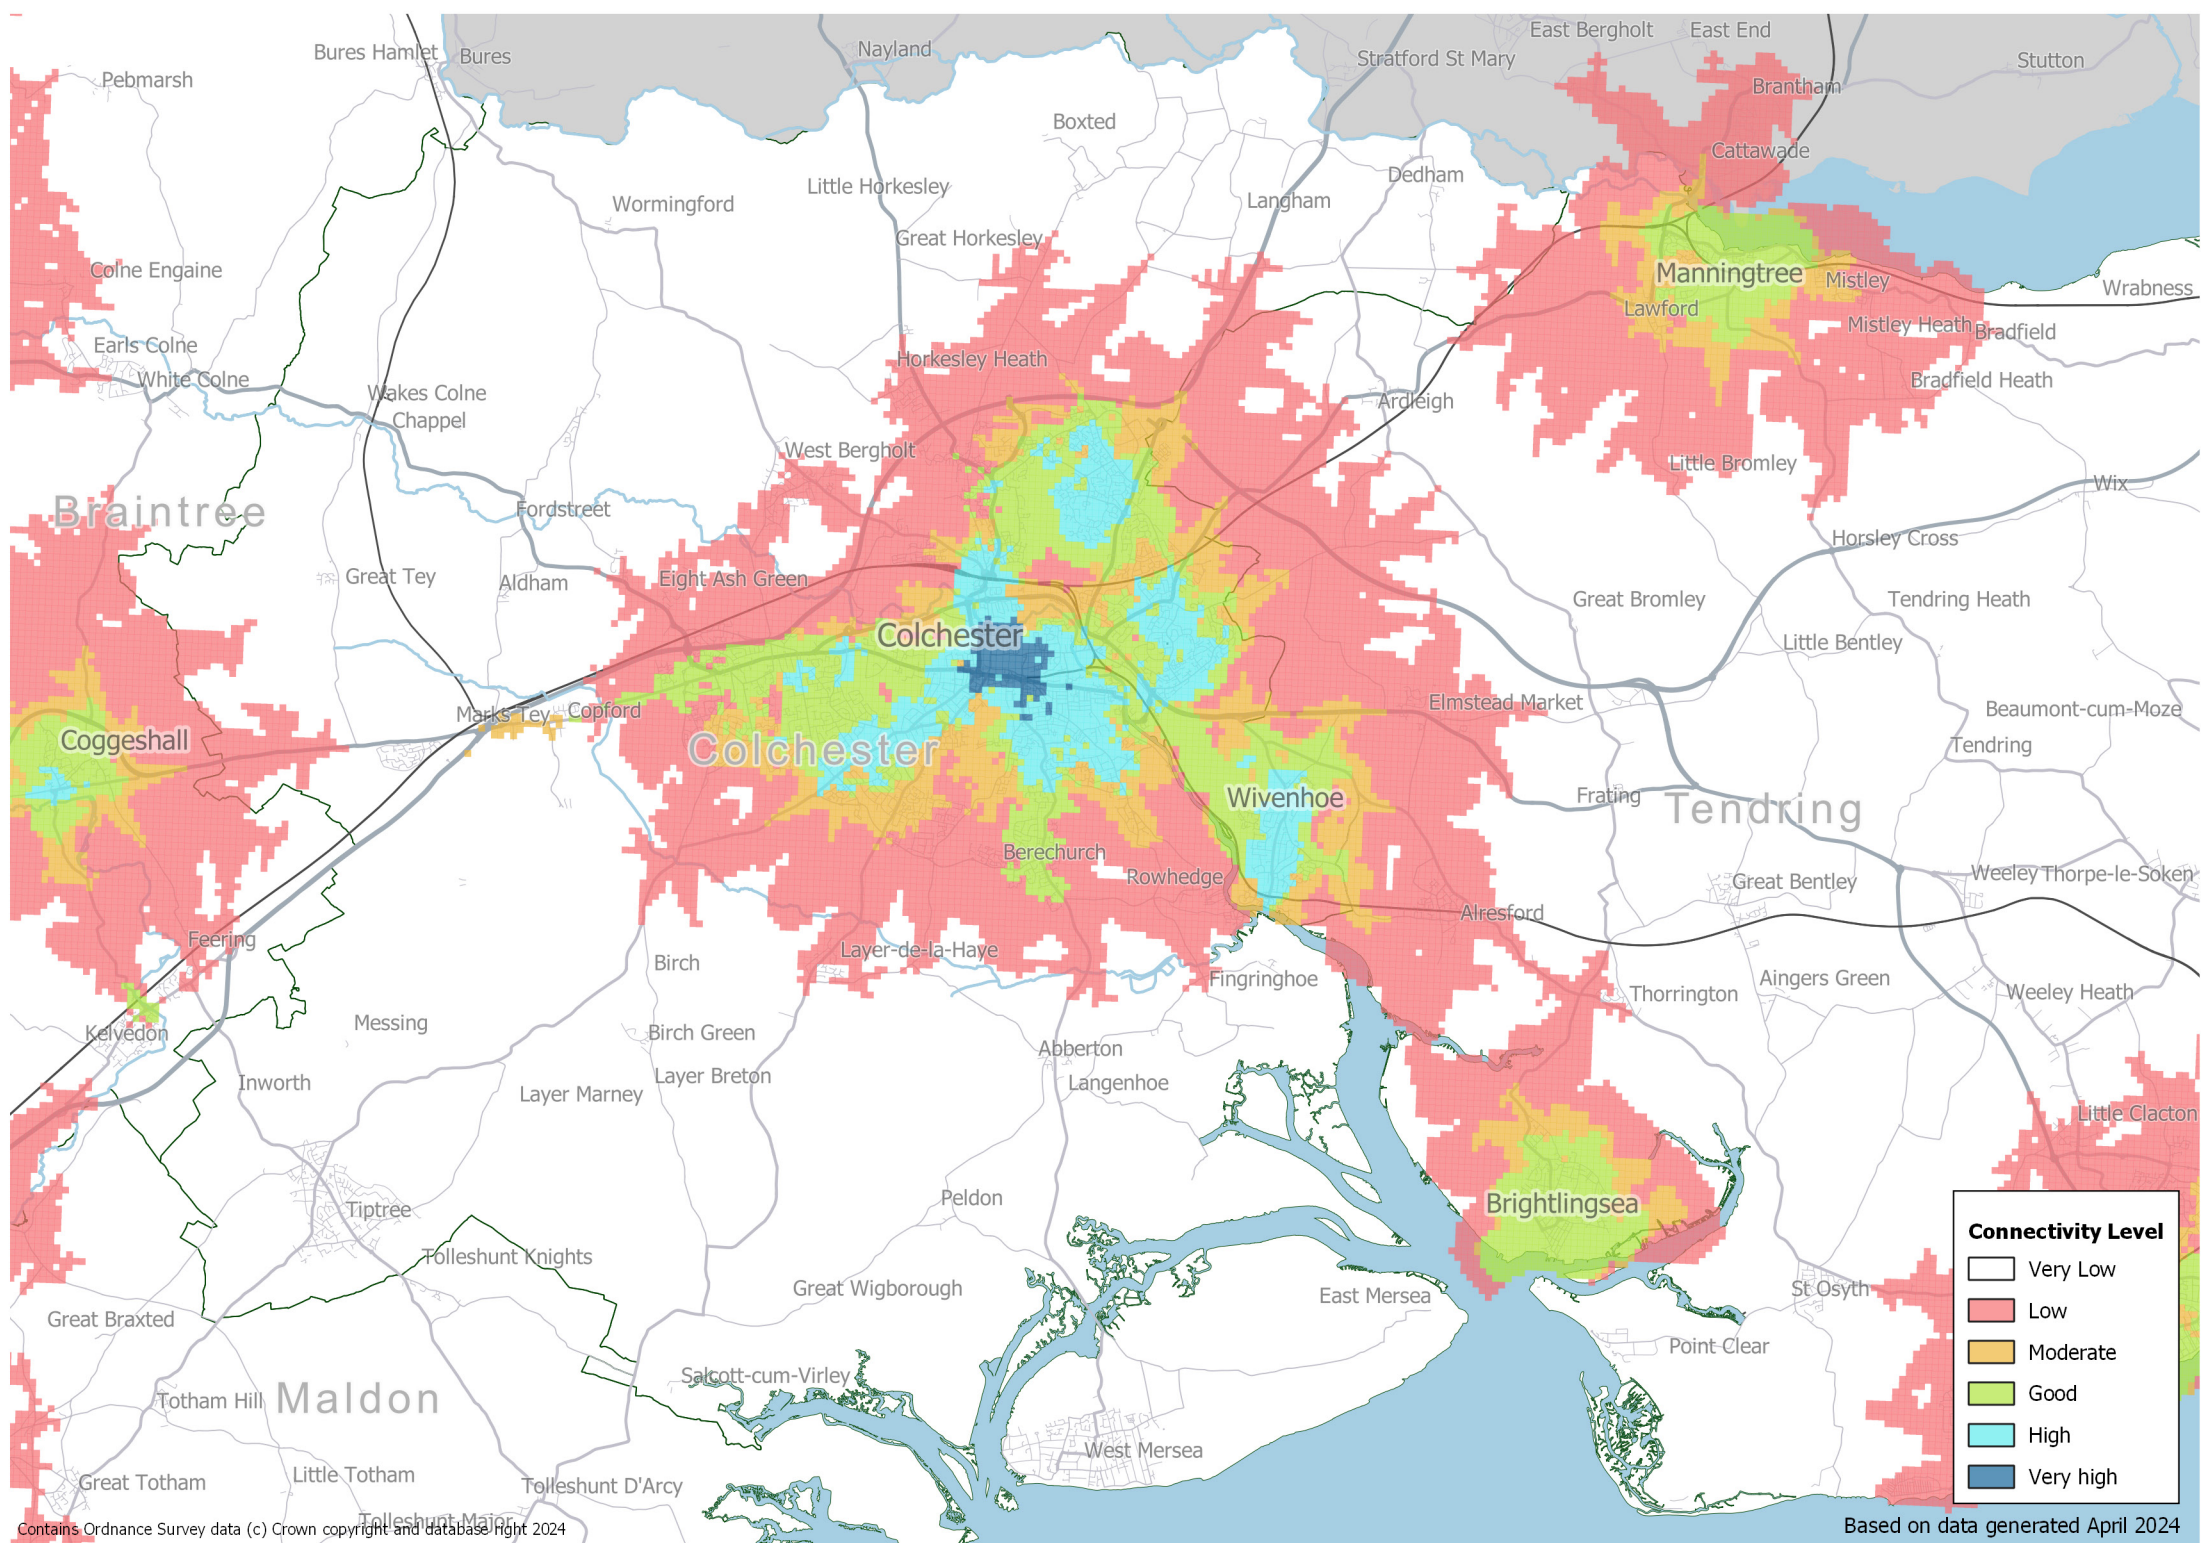 East Bergholt
East End
Bures Hamlet
Bures
Nayland
Stratford St Mary
Stutton
Pebmarsh
Brantham
Boxted
Cattawade
Dedham
Little Horkesley
Langham
Wormingford
Great Horkesley
Colne Engaine
Manningtree
Mistley
Wrabness
Lawford
Mistley Heath
Bradfield
Earls Colne
Horkesley Heath
White Colne
Bradfield Heath
Wakes Colne
Ardleigh
Chappel
West Bergholt
Little Bromley
Wix
Braintree
Fordstreet
Horsley Cross
Great Tey
Aldham
Eight Ash Green
Great Bromley
Tendring Heath
Colchester
Little Bentley
Elmstead Market
Marks Tey
Copford
Beaumont-cum-Moze
Coggeshall
Colchester
Tendring
Wivenhoe
Frating
Tendring
Berechurch
Rowhedge
Great Bentley
Weeley
Thorpe-le-Soken
Alresford
Feering
Layer-de-la-Haye
Birch
Fingringhoe
Aingers Green
Thorrington
Weeley Heath
Messing
Kelvedon
Birch Green
Abberton
Inworth
Layer Breton
Langenhoe
Layer Marney
Little Clacton
Peldon
Tiptree
Brightlingsea
Tolleshunt Knights
Great Wigborough
East Mersea
St Osyth
Great Braxted
Point Clear
Salcott-cum-Virley
Totham Hill
Maldon
West Mersea
Great Totham
Little Totham
Tolleshunt D'Arcy
Tolleshunt Major
Connectivity Level
Very Low
Low
Moderate
Good
High
Very high
Contains Ordnance Survey data (c) Crown copyright and database right 2024
Based on data generated April 2024